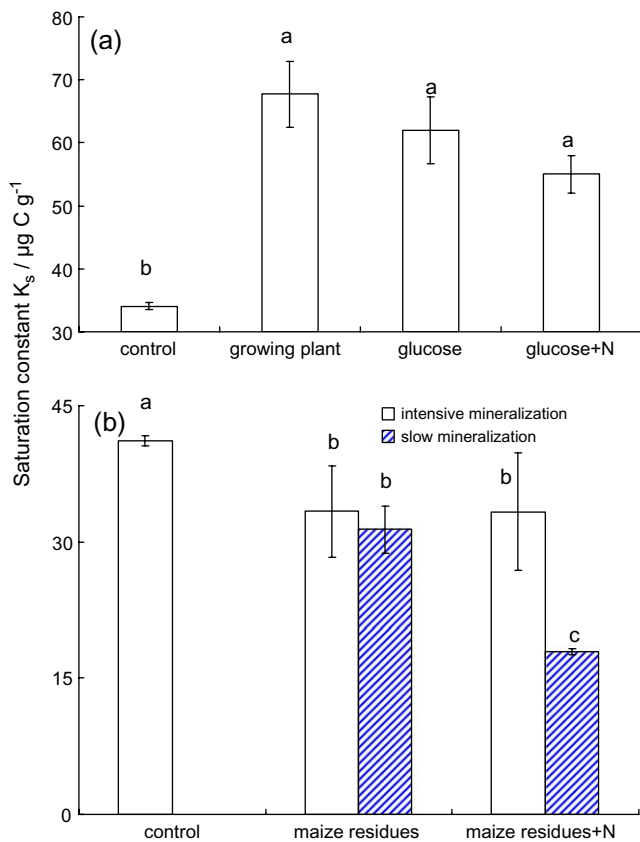 80
(a)
a
a
a
70
60
50
b
40
30
control growing plant glucose glucose+N
Saturation constant Kₛ / µg C g⁻¹
45
(b)
a
intensive mineralization
slow mineralization
b
b
b
30
c
15
0
control maize residues maize residues+N